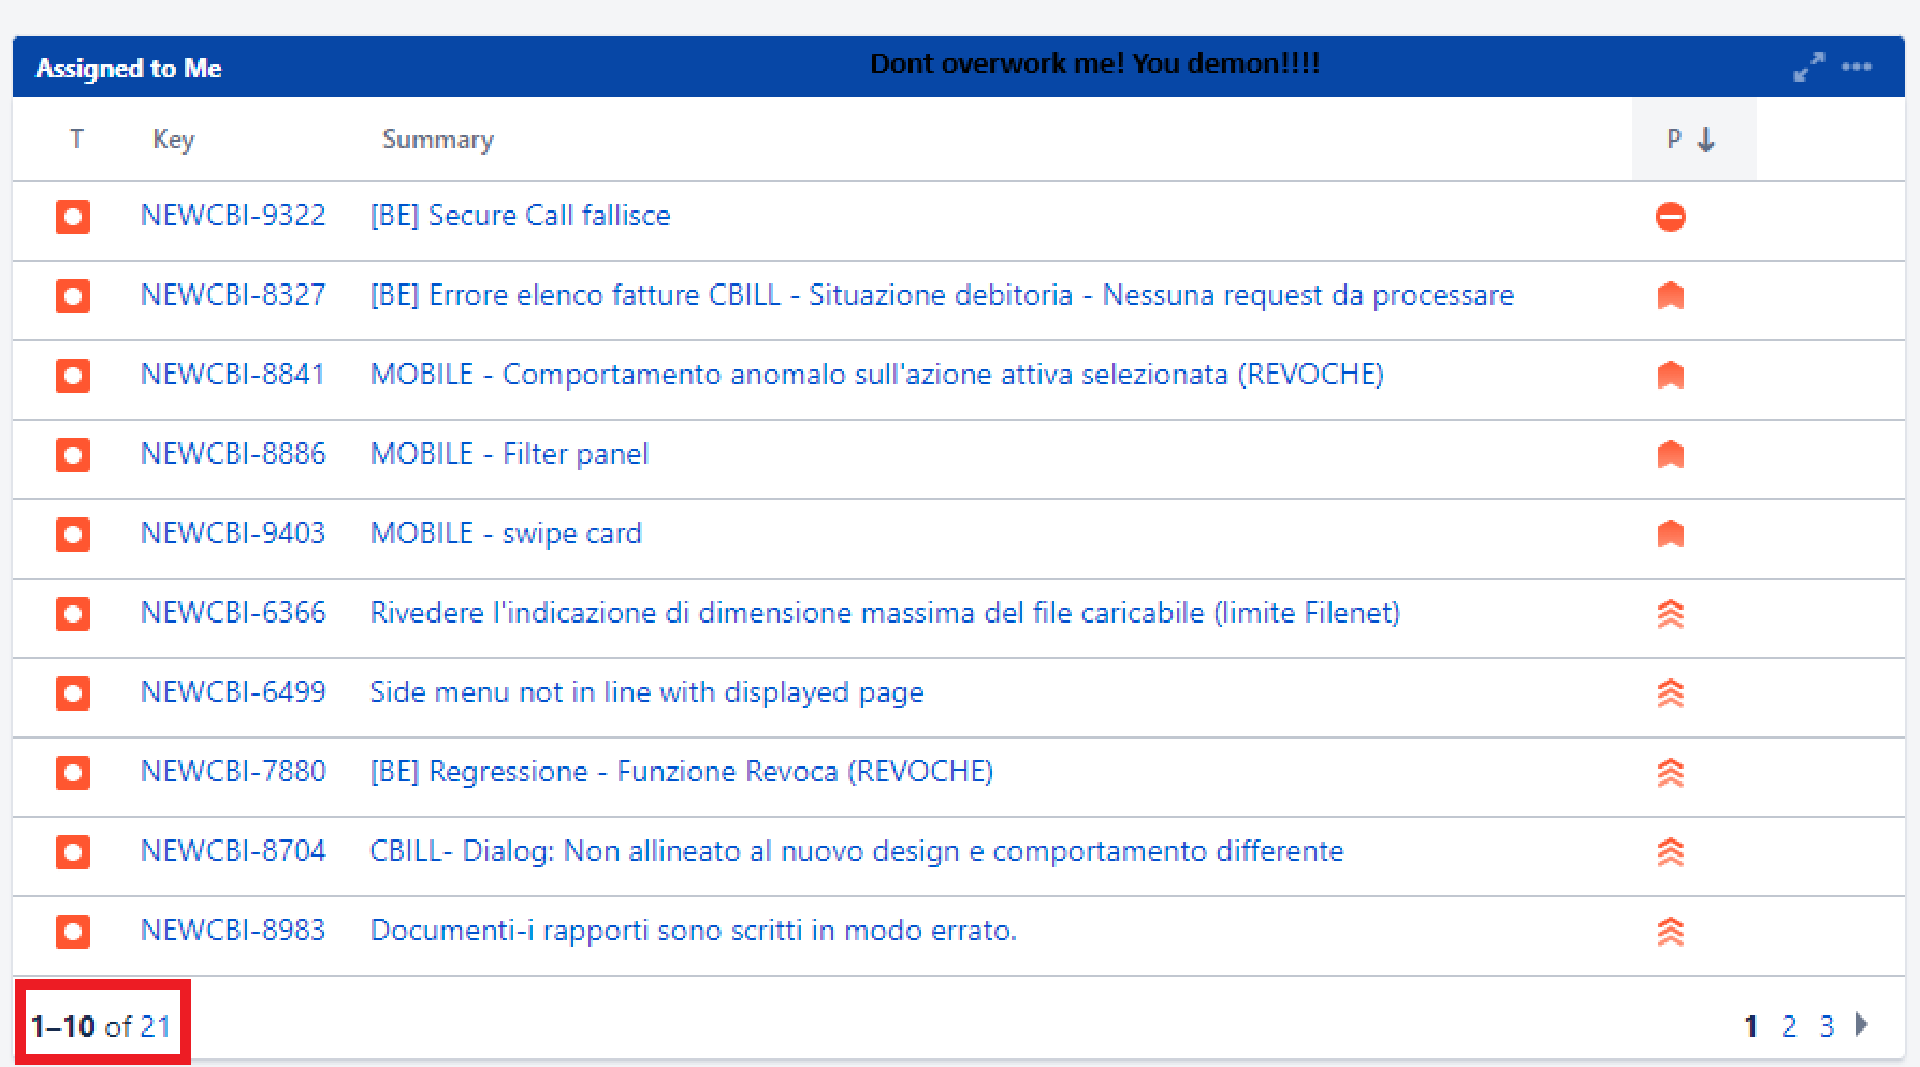 Assigned to Me Dont overwork me! You demon!!!!
T Key Summary P
NEWCBI-9322 [BE] Secure Call fallisce
NEWCBI-8327 [BE] Errore elenco fatture CBILL - Situazione debitoria - Nessuna request da processare
NEWCBI-8841 MOBILE - Comportamento anomalo sull'azione attiva selezionata (REVOCHE)
NEWCBI-8886 MOBILE - Filter panel
NEWCBI-9403 MOBILE - swipe card
NEWCBI-6366 Rivedere l'indicazione di dimensione massima del file caricabile (limite Filenet)
NEWCBI-6499 Side menu not in line with displayed page
NEWCBI-7880 [BE] Regressione - Funzione Revoca (REVOCHE)
NEWCBI-8704 CBILL- Dialog: Non allineato al nuovo design e comportamento differente
NEWCBI-8983 Documenti-i rapporti sono scritti in modo errato.
1–10 of 21 1 2 3